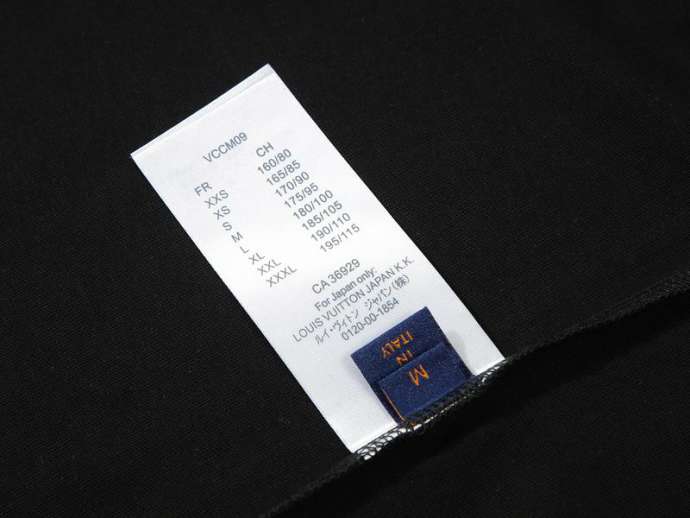 VCCM09
FR CH
XXS 160/80
XS 165/85
S 170/90
M 175/95
L 180/100
XL 185/105
XXL 190/110
XXXL 195/115
CA 36929
For Japan only:
LOUIS VUITTON JAPAN K.K.
ルイ・ヴィトン ジャパン(株)
0120-00-1854
IN
ITALY
M